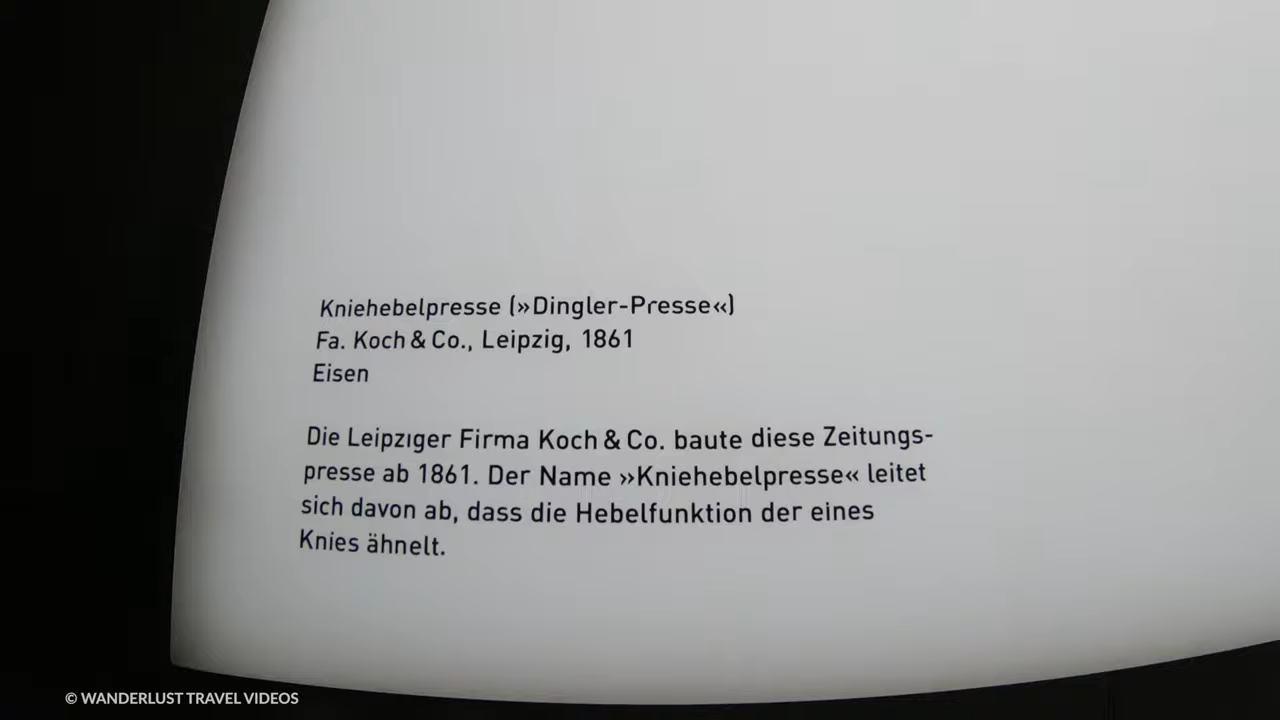 Kniehebelpresse (»Dingler-Presse«)
Fa. Koch & Co., Leipzig, 1861
Eisen
Die Leipziger Firma Koch & Co. baute diese Zeitungs-
presse ab 1861. Der Name »Kniehebelpresse« leitet
sich davon ab, dass die Hebelfunktion der eines
Knies ähnelt.
© WANDERLUST TRAVEL VIDEOS